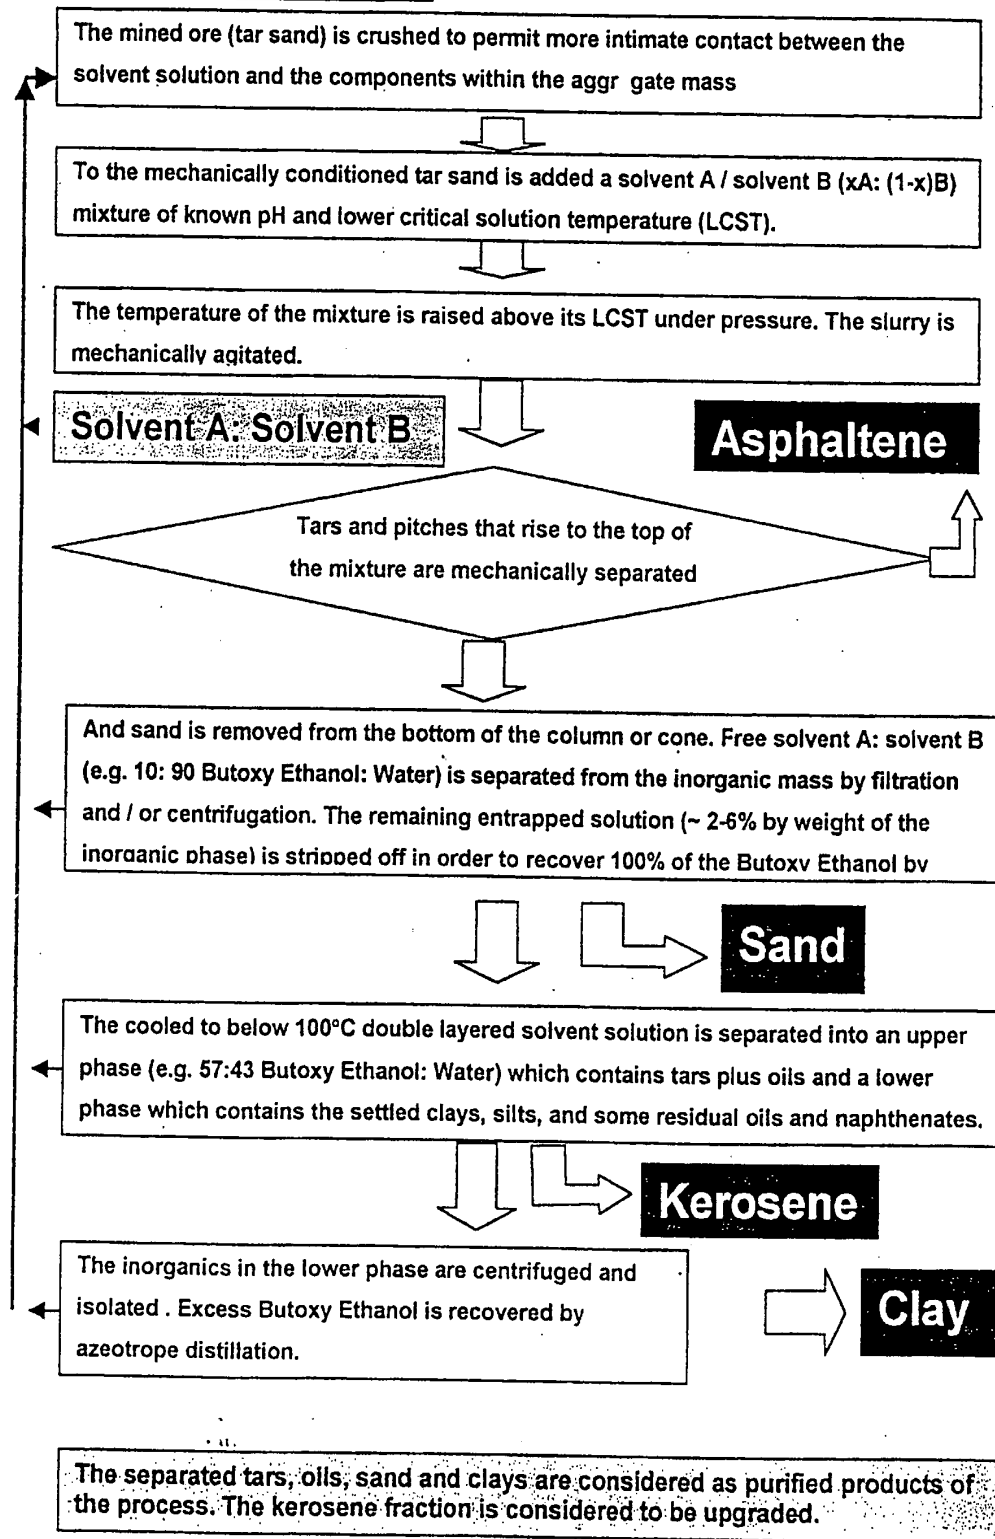 The mined ore (tar sand) is crushed to permit more intimate contact between the
solvent solution and the components within the aggr gate mass
To the mechanically conditioned tar sand is added a solvent A / solvent B (xA: (1-x)B)
mixture of known pH and lower critical solution temperature (LCST).
The temperature of the mixture is raised above its LCST under pressure. The slurry is
mechanically agitated.
Solvent A: Solvent B
Asphaltene
Tars and pitches that rise to the top of
the mixture are mechanically separated
And sand is removed from the bottom of the column or cone. Free solvent A: solvent B
(e.g. 10: 90 Butoxy Ethanol: Water) is separated from the inorganic mass by filtration
and / or centrifugation. The remaining entrapped solution (~ 2-6% by weight of the
inorganic phase) is stripped off in order to recover 100% of the Butoxy Ethanol by
Sand
The cooled to below 100°C double layered solvent solution is separated into an upper
phase (e.g. 57:43 Butoxy Ethanol: Water) which contains tars plus oils and a lower
phase which contains the settled clays, silts, and some residual oils and naphthenates.
Kerosene
The inorganics in the lower phase are centrifuged and
isolated . Excess Butoxy Ethanol is recovered by
azeotrope distillation.
Clay
The separated tars, oils, sand and clays are considered as purified products of
the process. The kerosene fraction is considered to be upgraded.